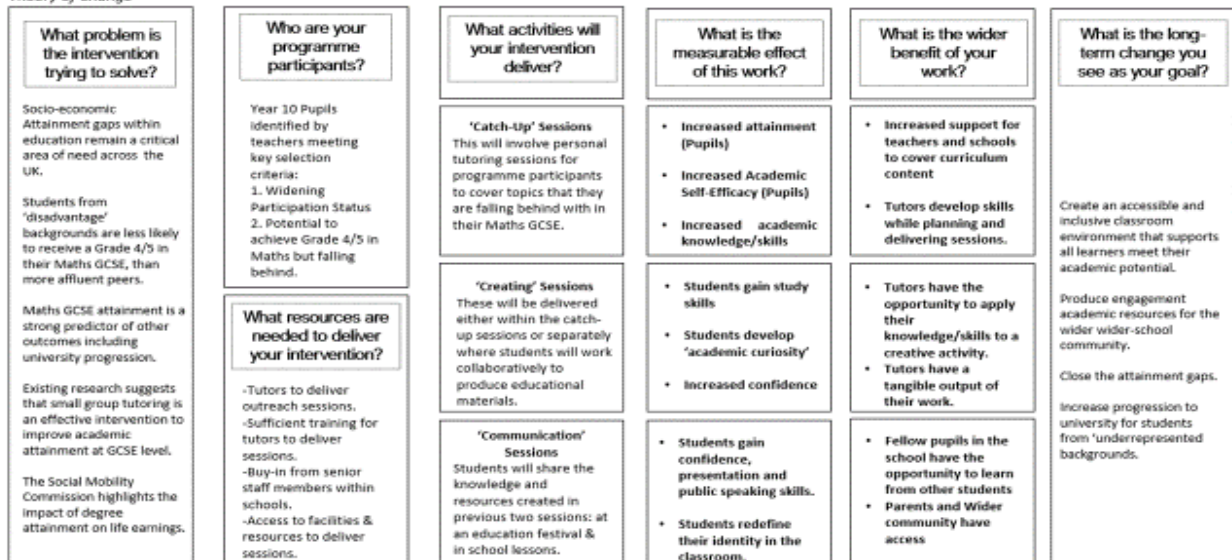 Theory of Change
What problem is
the intervention
trying to solve?
Socio-economic
Attainment gaps within
education remain a critical
area of need across the
UK.
Students from
'disadvantage'
backgrounds are less likely
to receive a Grade 4/5 in
their Maths GCSE, than
more affluent peers.
Maths GCSE attainment is a
strong predictor of other
outcomes including
university progression.
Existing research suggests
that small group tutoring is
an effective intervention to
improve academic
attainment at GCSE level.
The Social Mobility
Commission highlights the
impact of degree
attainment on life earnings.
Who are your
programme
participants?
Year 10 Pupils
identified by
teachers meeting
key selection
criteria:
1. Widening
Participation Status
2. Potential to
achieve Grade 4/5 in
Maths but falling
behind.
What resources are
needed to deliver
your intervention?
-Tutors to deliver
outreach sessions.
-Sufficient training for
tutors to deliver
sessions.
-Buy-in from senior
staff members within
schools.
-Access to facilities &
resources to deliver
sessions.
What activities will
your intervention
deliver?
'Catch-Up' Sessions
This will involve personal
tutoring sessions for
programme participants
to cover topics that they
are falling behind with in
their Maths GCSE.
'Creating' Sessions
These will be delivered
either within the catch-
up sessions or separately
where students will work
collaboratively to
produce educational
materials.
'Communication'
Sessions
Students will share the
knowledge and
resources created in
previous two sessions: at
an education festival &
in school lessons.
What is the
measurable effect
of this work?
• Increased attainment
(Pupils)
• Increased Academic
Self-Efficacy (Pupils)
• Increased academic
knowledge/skills
• Students gain study
skills
• Students develop
'academic curiosity'
• Increased confidence
• Students gain
confidence,
presentation and
public speaking skills.
• Students redefine
their identity in the
classroom.
What is the wider
benefit of your
work?
• Increased support for
teachers and schools
to cover curriculum
content
• Tutors develop skills
while planning and
delivering sessions.
• Tutors have the
opportunity to apply
their
knowledge/skills to a
creative activity.
• Tutors have a
tangible output of
their work.
• Fellow pupils in the
school have the
opportunity to learn
from other students
• Parents and Wider
community have
access
What is the long-
term change you
see as your goal?
Create an accessible and
inclusive classroom
environment that supports
all learners meet their
academic potential.
Produce engagement
academic resources for the
wider wider-school
community.
Close the attainment gaps.
Increase progression to
university for students
from 'underrepresented
backgrounds.